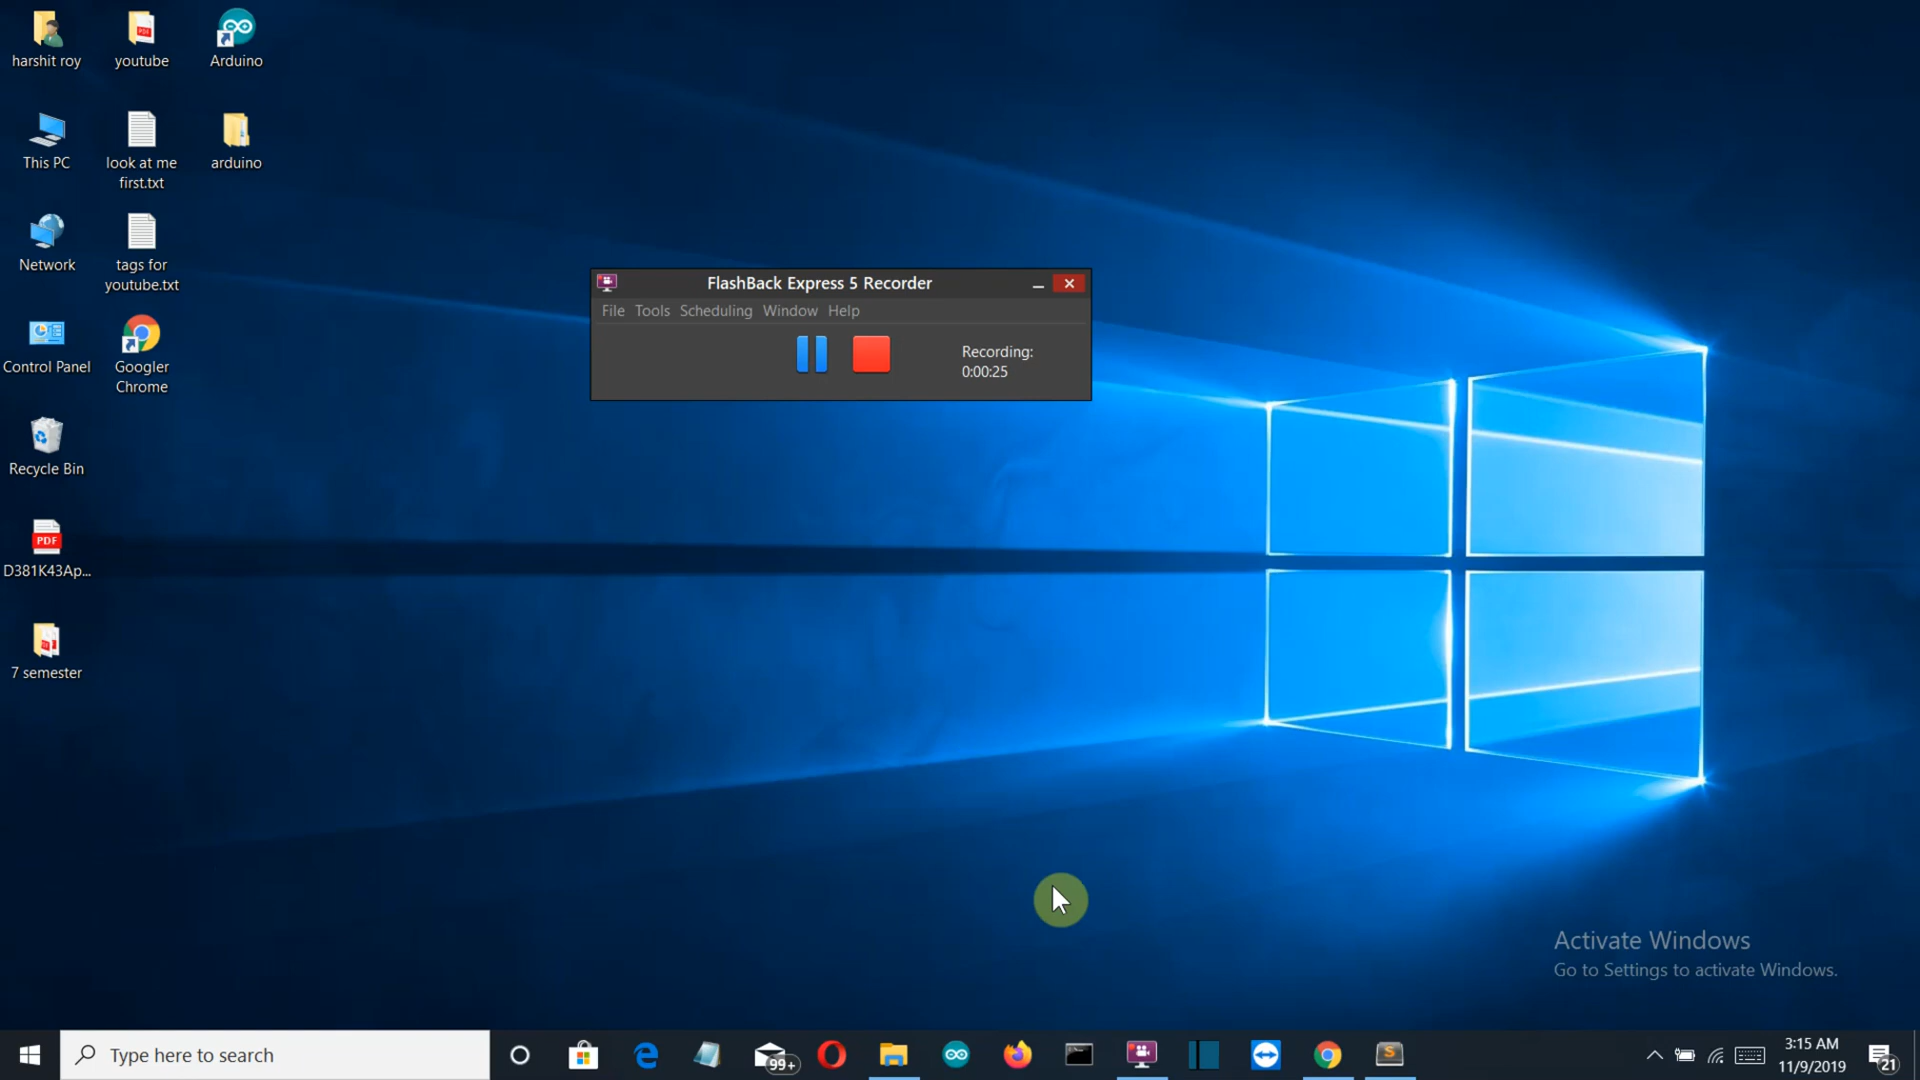 harshit roy
youtube
Arduino
This PC
look at me
first.txt
arduino
Network
tags for
youtube.txt
Control Panel
Googler
Chrome
Recycle Bin
PDF
D381K43Ap...
7 semester
FlashBack Express 5 Recorder
File Tools Scheduling Window Help
Recording:
0:00:25
Activate Windows
Go to Settings to activate Windows.
Type here to search
99+
3:15 AM
11/9/2019
21